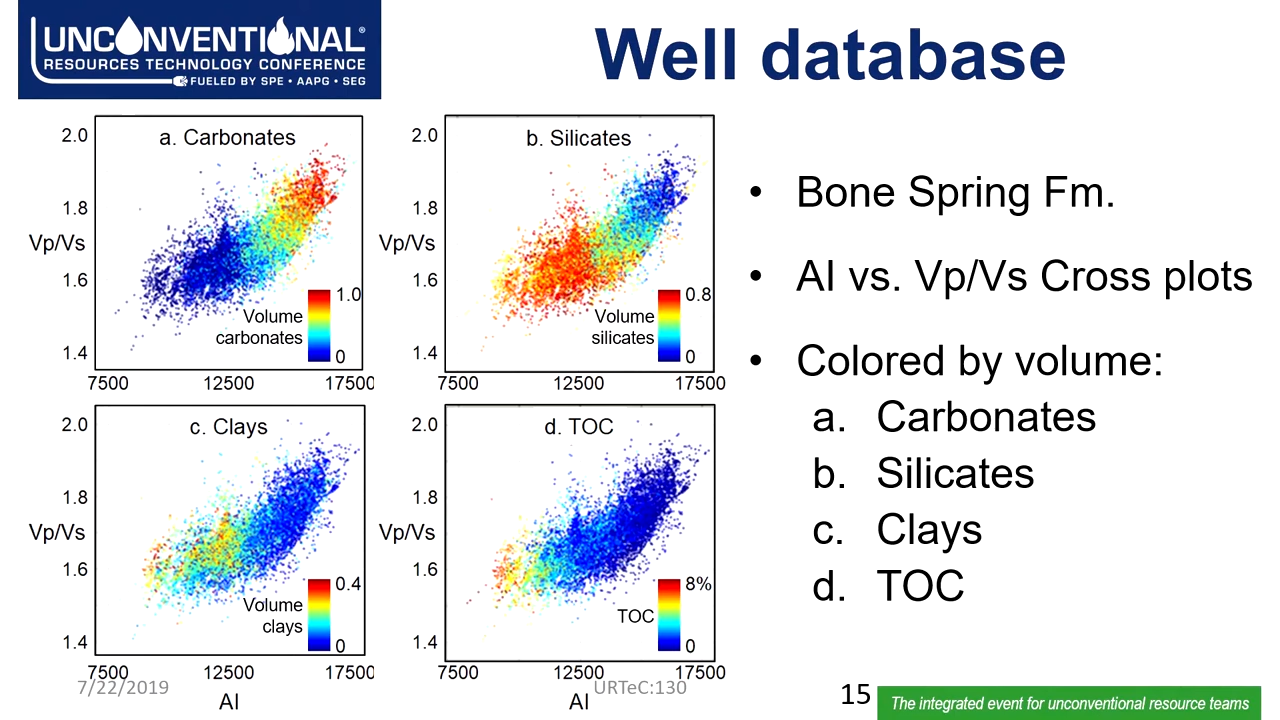 UNCONVENTIONAL®
RESOURCES TECHNOLOGY CONFERENCE
FUELED BY SPE • AAPG • SEG
Well database
a. Carbonates
2.0
1.8
Vp/Vs
1.6
1.4
1.0
Volume
carbonates
0
7500 12500 17500
b. Silicates
2.0
1.8
Vp/Vs
1.6
1.4
0.8
Volume
silicates
0
7500 12500 17500
c. Clays
2.0
1.8
Vp/Vs
1.6
1.4
0.4
Volume
clays
0
7500 12500 17500
AI
d. TOC
2.0
1.8
Vp/Vs
1.6
1.4
8%
TOC
0
7500 12500 17500
AI
• Bone Spring Fm.
• AI vs. Vp/Vs Cross plots
• Colored by volume:
a. Carbonates
b. Silicates
c. Clays
d. TOC
7/22/2019
URTeC:130
15
The integrated event for unconventional resource teams